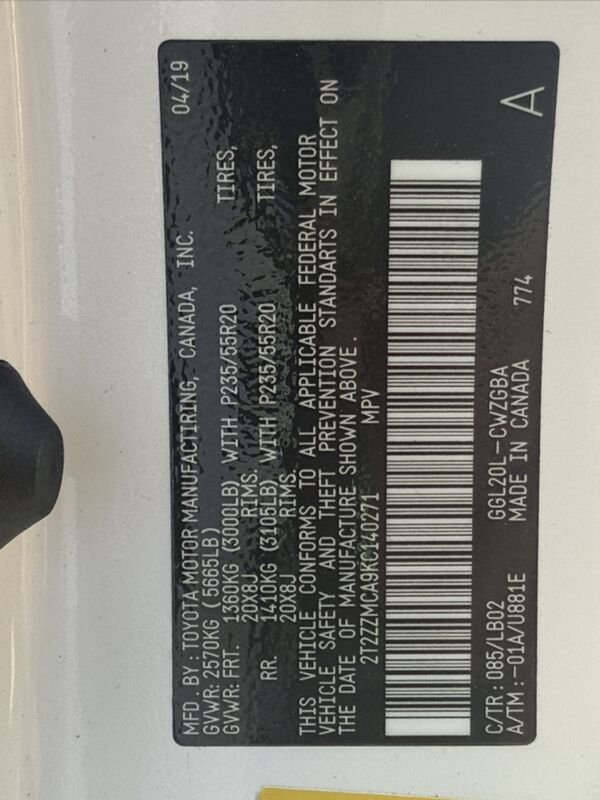 MFD. BY: TOYOTA MOTOR MANUFACTIRING, CANADA, INC. 04/19
GVWR: 2570KG (5665LB)
GVWR: FRT. 1360KG (3000LB) WITH P235/55R20 TIRES,
20X8J RIMS.
RR. 1410KG (3105LB) WITH P235/55R20 TIRES,
20X8J RIMS.
THIS VEHICLE CONFORMS TO ALL APPLICABLE FEDERAL MOTOR
VEHICLE SAFETY AND THEFT PREVENTION STANDARTS IN EFFECT ON
THE DATE OF MANUFACTURE SHOWN ABOVE.
2T2ZZMCA9KC140271 MPV
C/TR: 085/LB02 GGL20L-CWZGBA A
A/TM: -01A/U881E MADE IN CANADA 774